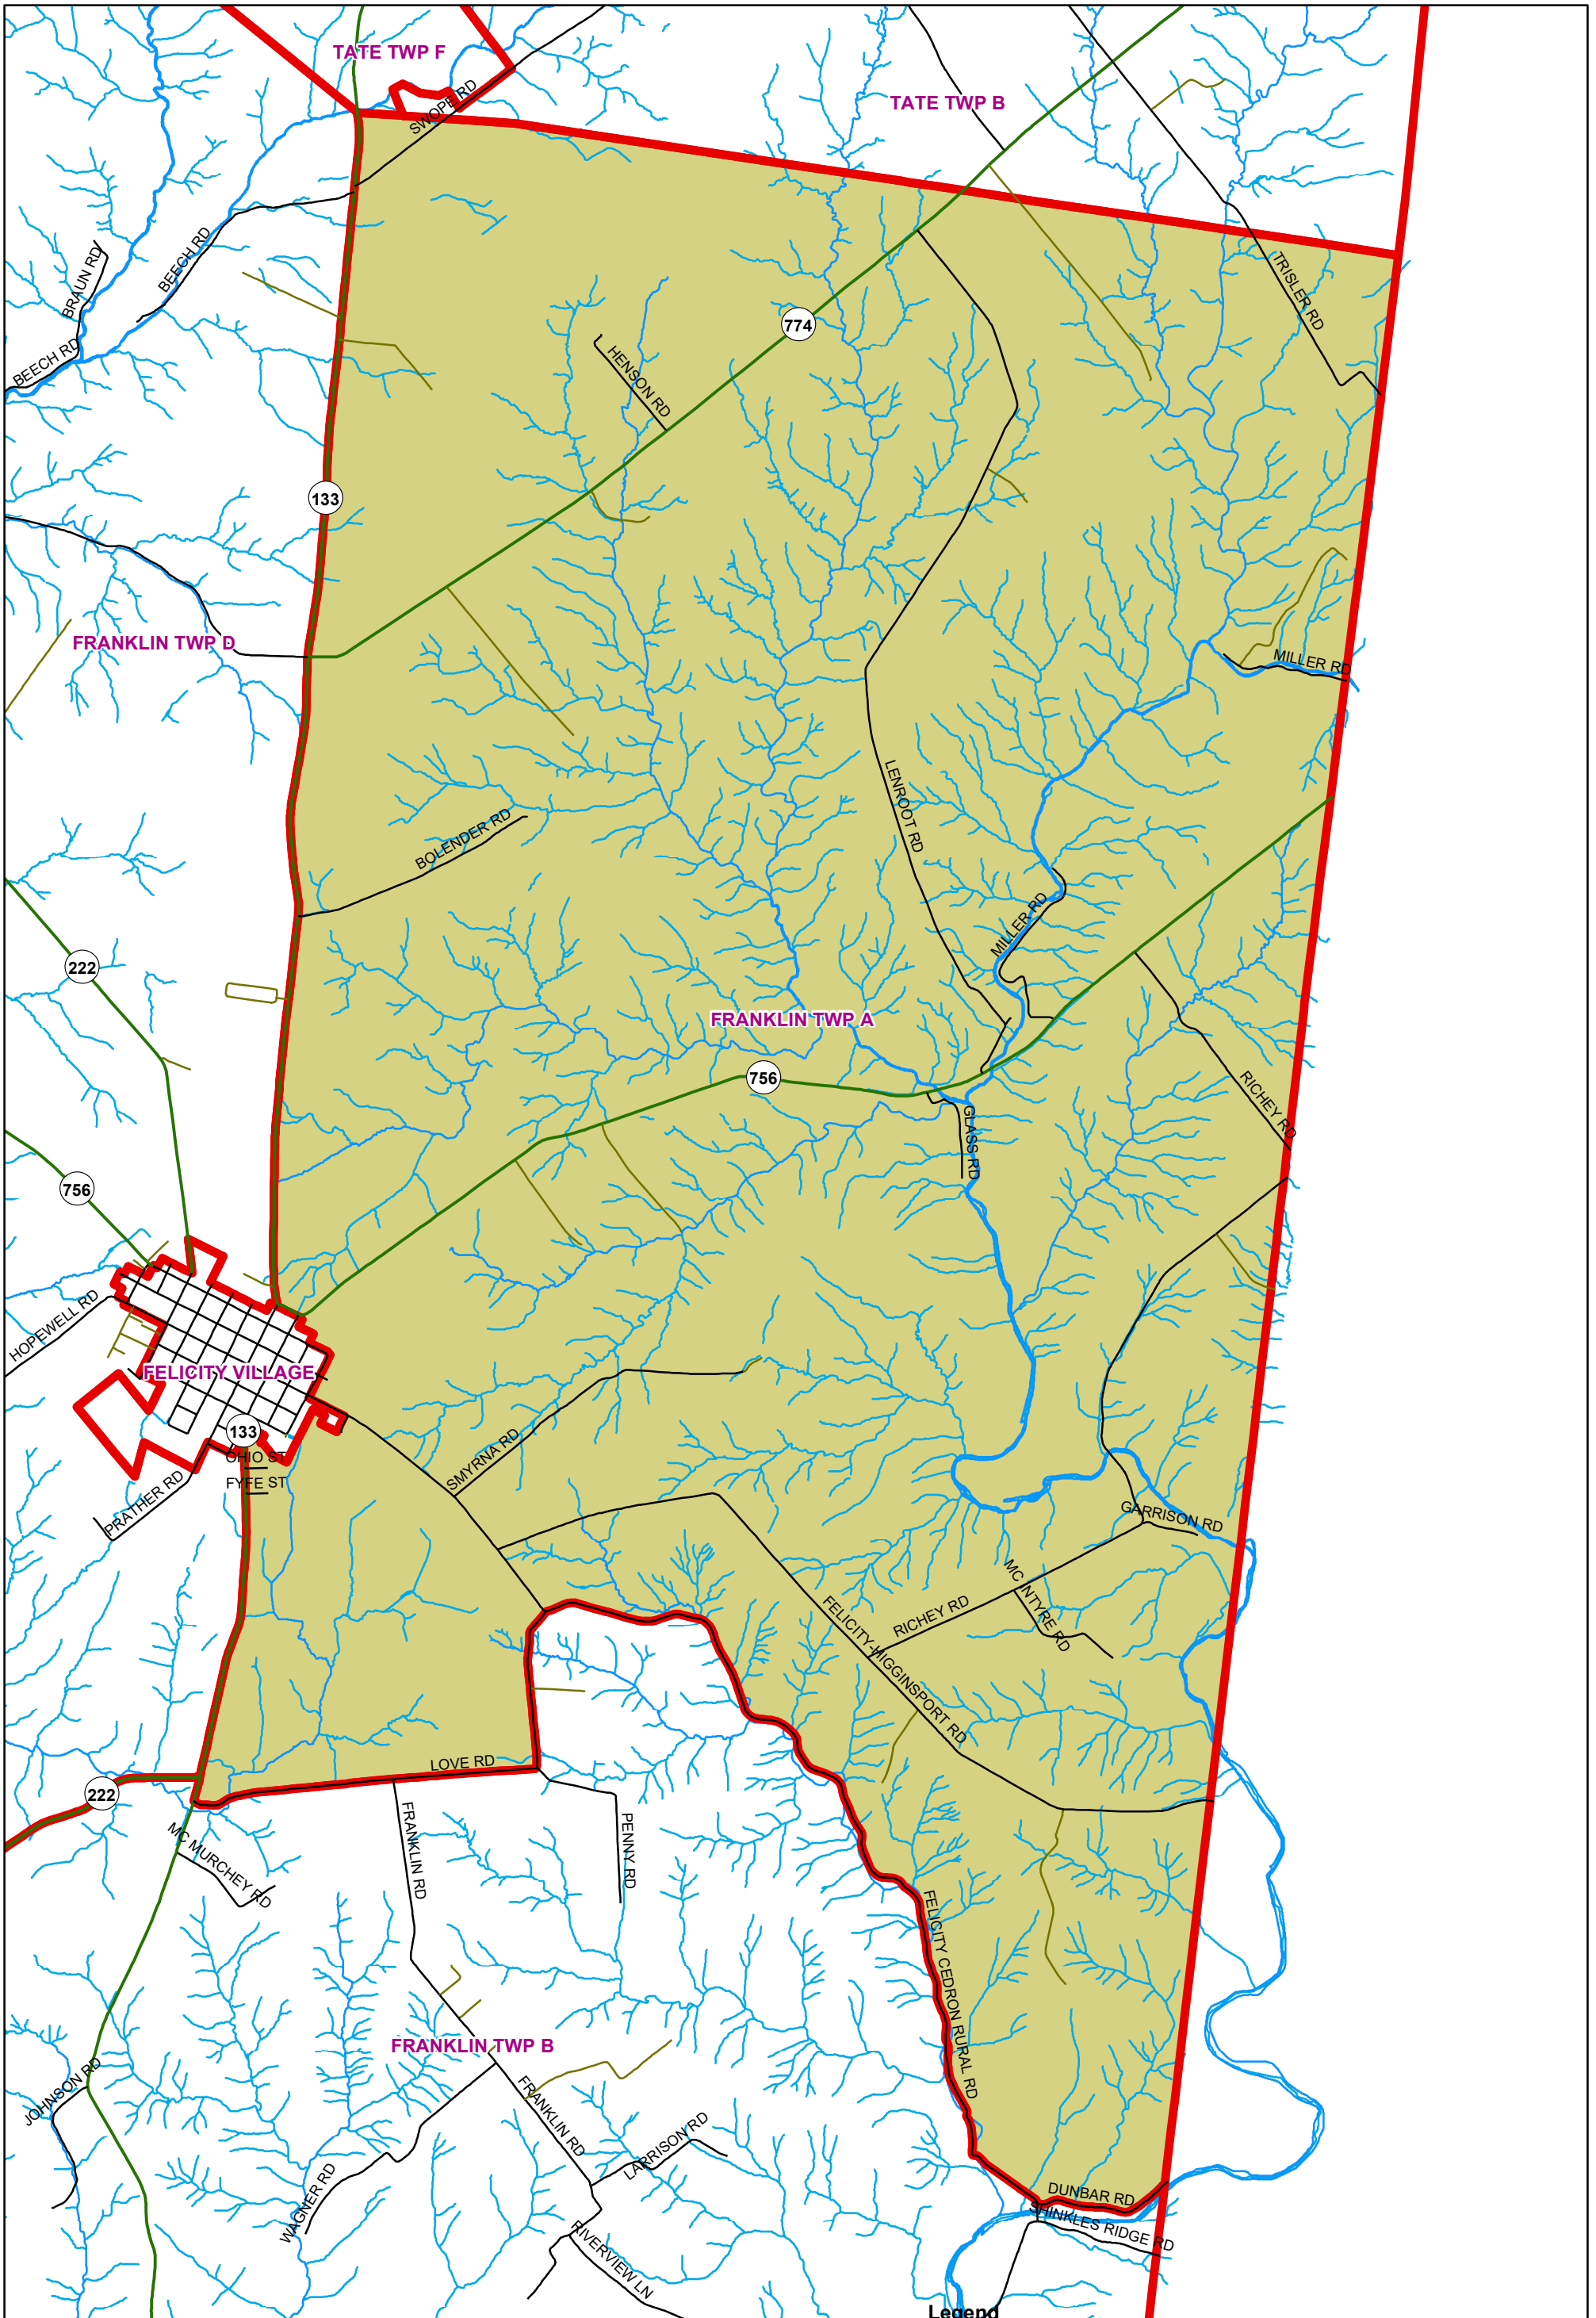 TATE TWP F
SWOPE RD
TATE TWP B
BRAUN RD
BEECH RD
BEECH RD
TRISLER RD
774
HENSON RD
133
FRANKLIN TWP D
MILLER RD
LENROOT RD
BOLENDER RD
MILLER RD
222
FRANKLIN TWP A
756
RICHEY RD
GLASS RD
756
HOPEWELL RD
FELICITY VILLAGE
133
OHIO ST
FYFE ST
PRATHER RD
SMYRNA RD
GARRISON RD
MC INTYRE RD
RICHEY RD
FELICITY-HIGGINSPORT RD
LOVE RD
222
FRANKLIN RD
PENNY RD
MC MURCHEY RD
FELICITY CEDRON RURAL RD
FRANKLIN TWP B
JOHNSON RD
FRANKLIN RD
LARRISON RD
WAGNER RD
DUNBAR RD
SHINKLES RIDGE RD
RIVERVIEW LN
Legend